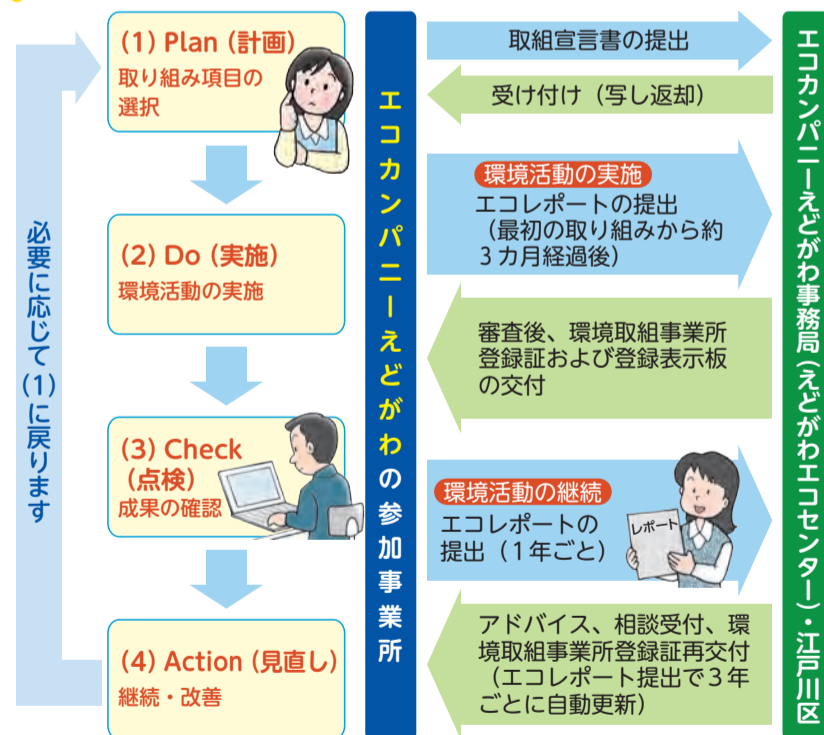 (1) Plan (計画)
取り組み項目の
選択
(2) Do (実施)
環境活動の実施
(3) Check
(点検)
成果の確認
(4) Action (見直し)
継続・改善
必要に応じて(1)に戻ります
エコカンパニーえどがわの参加事業所
取組宣言書の提出
受け付け（写し返却）
環境活動の実施
エコレポートの提出
（最初の取り組みから約
３カ月経過後）
審査後、環境取組事業所
登録証および登録表示板
の交付
環境活動の継続
エコレポートの
提出（１年ごと）
レポート
アドバイス、相談受付、環
境取組事業所登録証再交付
（エコレポート提出で３年
ごとに自動更新）
エコカンパニーえどがわ事務局(えどがわエコセンター)・江戸川区